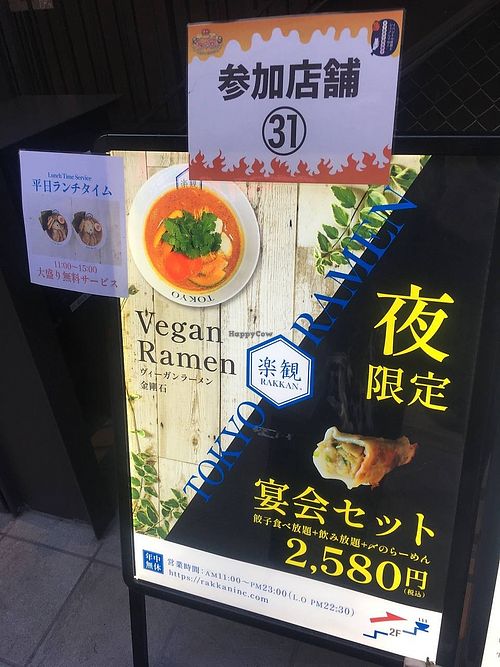 参加店舗
㉛
Lunch Time Service
平日ランチタイム
11:00~15:00
大盛り無料サービス
楽観
TOKYO
Vegan
Ramen
ヴィーガンラーメン
金剛石
HappyCow
TOKYO RAMEN
楽観
RAKKAN
夜
限定
宴会セット
餃子食べ放題+飲み放題+〆のらーめん
2,580円
(税込)
年中
無休
営業時間:AM11:00~PM23:00(L.O PM22:30)
https://rakkaninc.com
2F